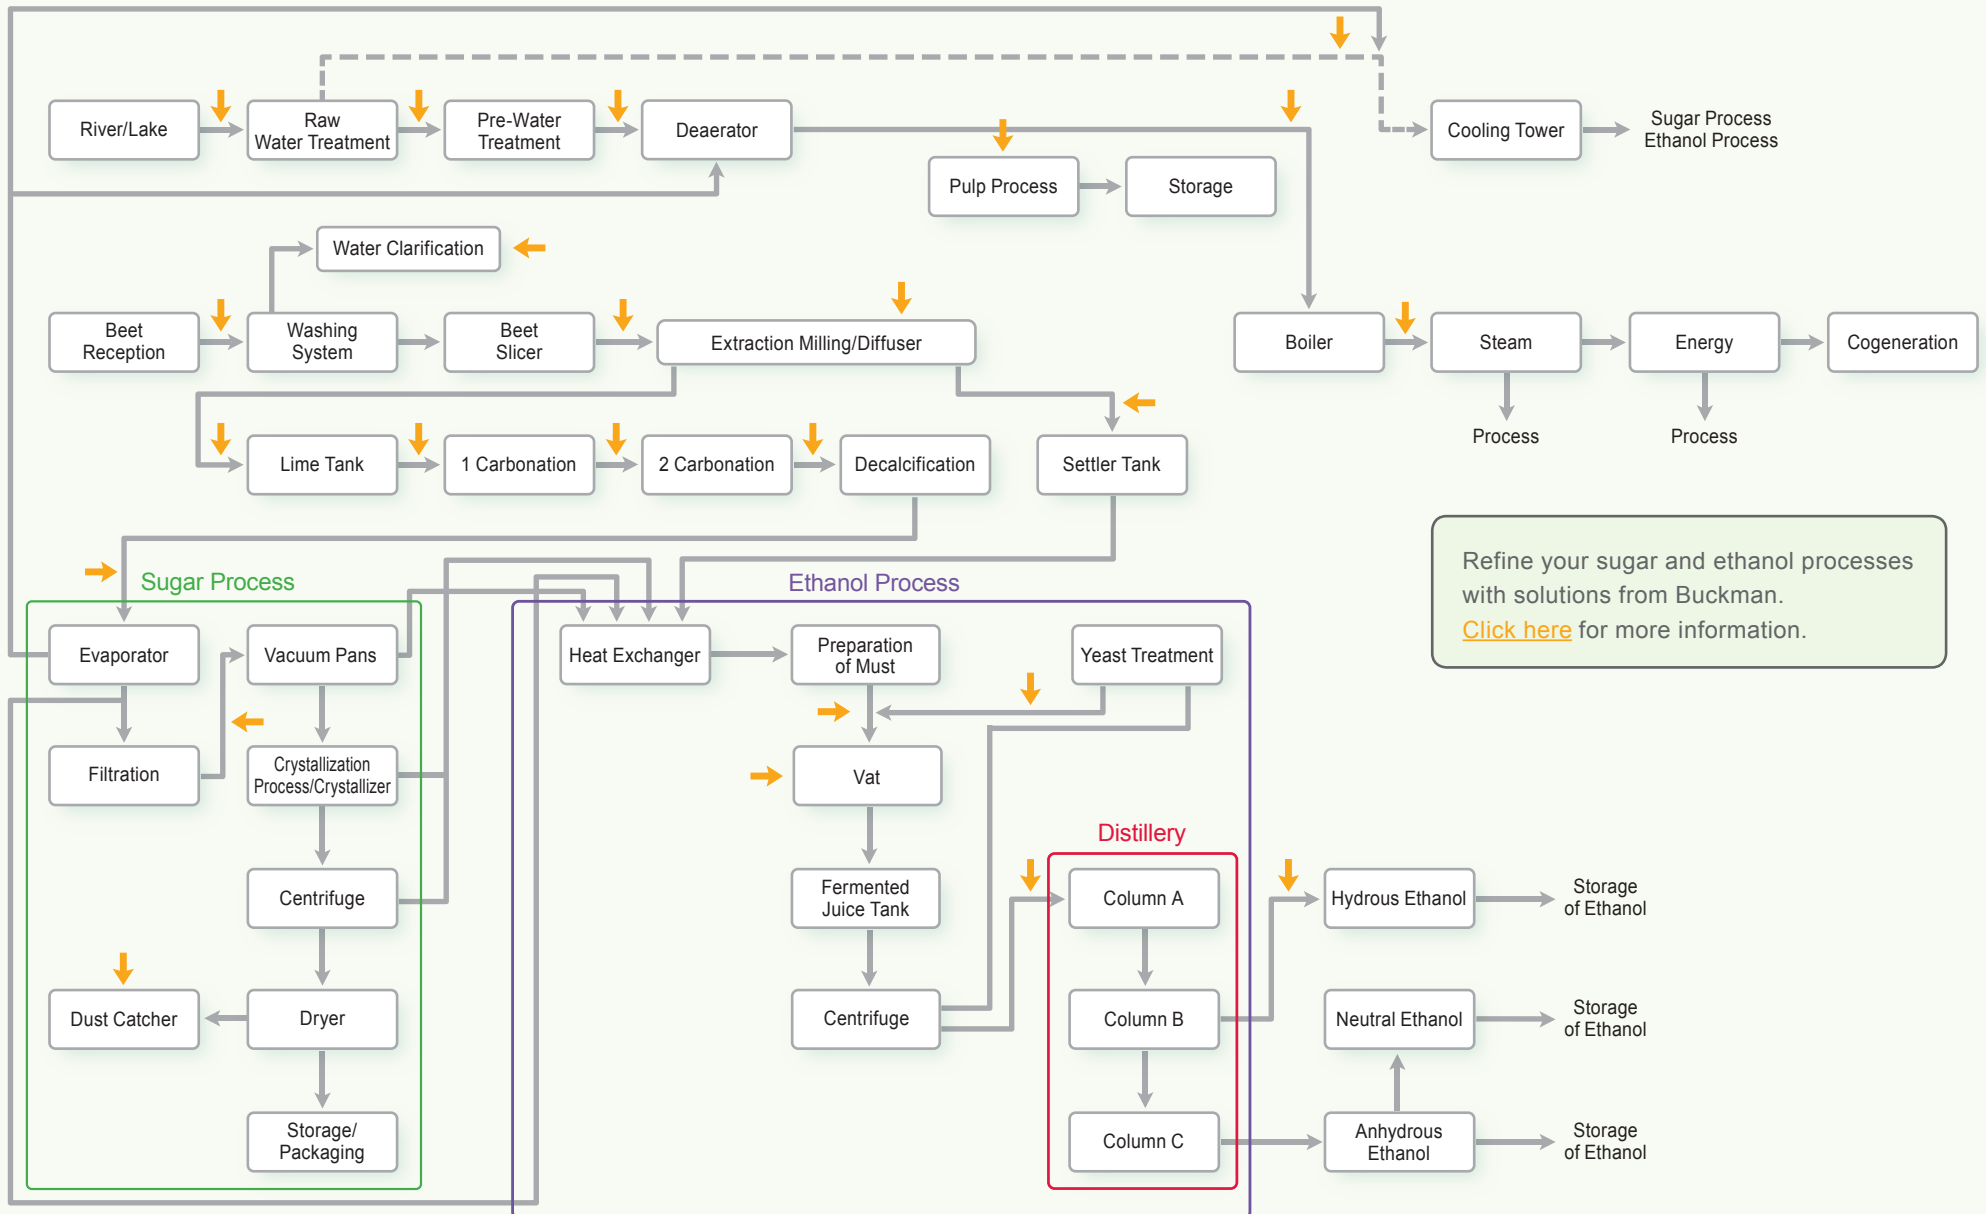 River/Lake
Raw
Water Treatment
Pre-Water
Treatment
Deaerator
Cooling Tower
Sugar Process
Ethanol Process
Pulp Process
Storage
Water Clarification
Beet
Reception
Washing
System
Beet
Slicer
Extraction Milling/Diffuser
Boiler
Steam
Energy
Cogeneration
Process
Process
Lime Tank
1 Carbonation
2 Carbonation
Decalcification
Settler Tank
Refine your sugar and ethanol processes
with solutions from Buckman.
Click here for more information.
Sugar Process
Ethanol Process
Evaporator
Vacuum Pans
Heat Exchanger
Preparation
of Must
Yeast Treatment
Filtration
Crystallization
Process/Crystallizer
Vat
Distillery
Centrifuge
Fermented
Juice Tank
Column A
Hydrous Ethanol
Storage
of Ethanol
Dust Catcher
Dryer
Centrifuge
Column B
Neutral Ethanol
Storage
of Ethanol
Storage/
Packaging
Column C
Anhydrous
Ethanol
Storage
of Ethanol